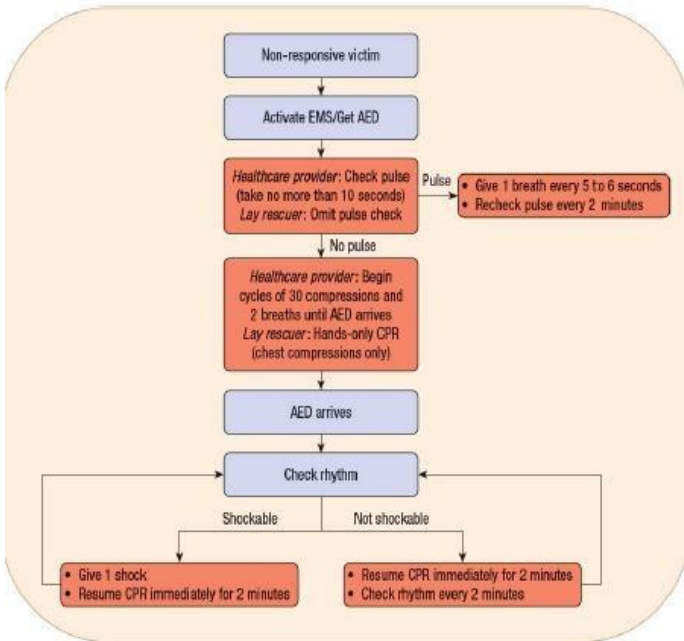 Non-responsive victim
Activate EMS/Get AED
Healthcare provider: Check pulse
(take no more than 10 seconds)
Lay rescuer: Omit pulse check
Pulse
• Give 1 breath every 5 to 6 seconds
• Recheck pulse every 2 minutes
No pulse
Healthcare provider: Begin
cycles of 30 compressions and
2 breaths until AED arrives
Lay rescuer: Hands-only CPR
(chest compressions only)
AED arrives
Check rhythm
Shockable
Not shockable
• Give 1 shock
• Resume CPR immediately for 2 minutes
• Resume CPR immediately for 2 minutes
• Check rhythm every 2 minutes